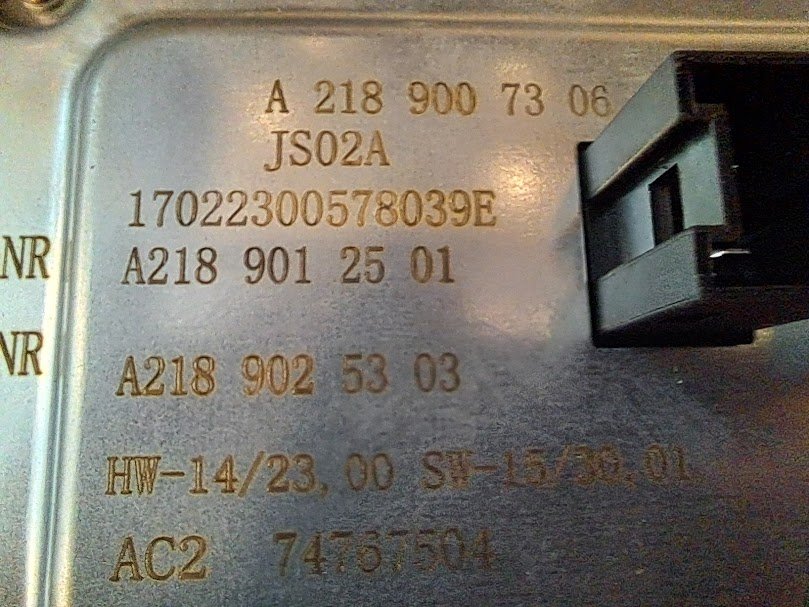 A 218 900 73 06
JS02A
17022300578039E
NR A218 901 25 01
NR A218 902 53 03
HW-14/23,00 SW-15/30,01
AC2 74767504